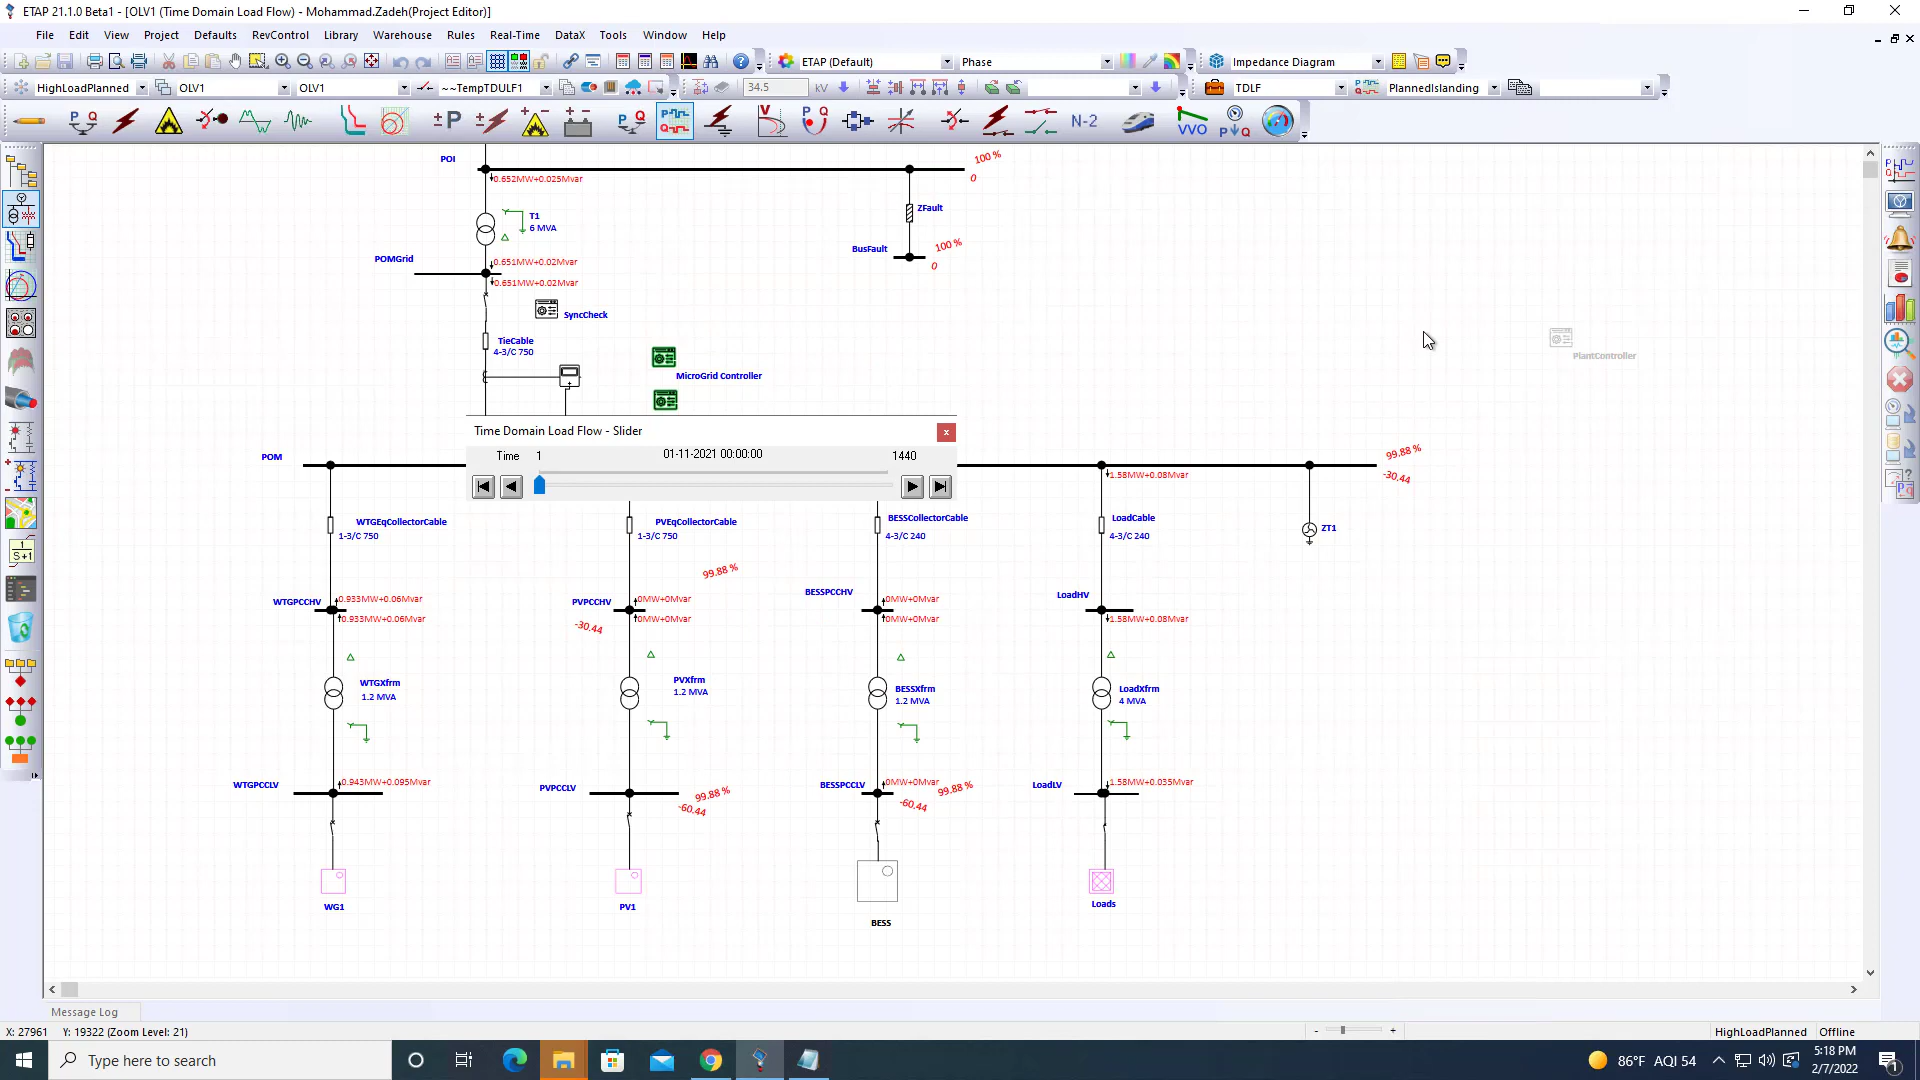 ETAP 21.1.0 Beta1 - [OLV1 (Time Domain Load Flow) - Mohammad.Zadeh(Project Editor)]
File Edit View Project Defaults RevControl Library Warehouse Rules Real-Time DataX Tools Window Help
ETAP (Default) Phase Impedance Diagram
HighLoadPlanned OLV1 OLV1 ~~TempTDULF1 34.5 kV TDLF PlannedIslanding
N-2
VVO
POI
100 %
0
0.652MW+0.025Mvar
ZFault
T1
6 MVA
BusFault
100 %
0
POMGrid
0.651MW+0.02Mvar
0.651MW+0.02Mvar
SyncCheck
TieCable
4-3/C 750
MicroGrid Controller
PlantController
Time Domain Load Flow - Slider
Time 1 01-11-2021 00:00:00 1440
POM
99.88 %
-30.44
1.58MW+0.08Mvar
WTGEqCollectorCable
1-3/C 750
PVEqCollectorCable
1-3/C 750
BESSCollectorCable
4-3/C 240
LoadCable
4-3/C 240
ZT1
99.88 %
WTGPCCHV
0.933MW+0.06Mvar
0.933MW+0.06Mvar
PVPCCHV
0MW+0Mvar
0MW+0Mvar
-30.44
BESSPCCHV
0MW+0Mvar
0MW+0Mvar
LoadHV
1.58MW+0.08Mvar
WTGXfrm
1.2 MVA
PVXfrm
1.2 MVA
BESSXfrm
1.2 MVA
LoadXfrm
4 MVA
WTGPCCLV
0.943MW+0.095Mvar
PVPCCLV
99.88 %
-60.44
BESSPCCLV
0MW+0Mvar
99.88 %
-60.44
LoadLV
1.58MW+0.035Mvar
WG1
PV1
BESS
Loads
Message Log
X: 27961 Y: 19322 (Zoom Level: 21)
HighLoadPlanned Offline
Type here to search
86°F AQI 54
5:18 PM
2/7/2022